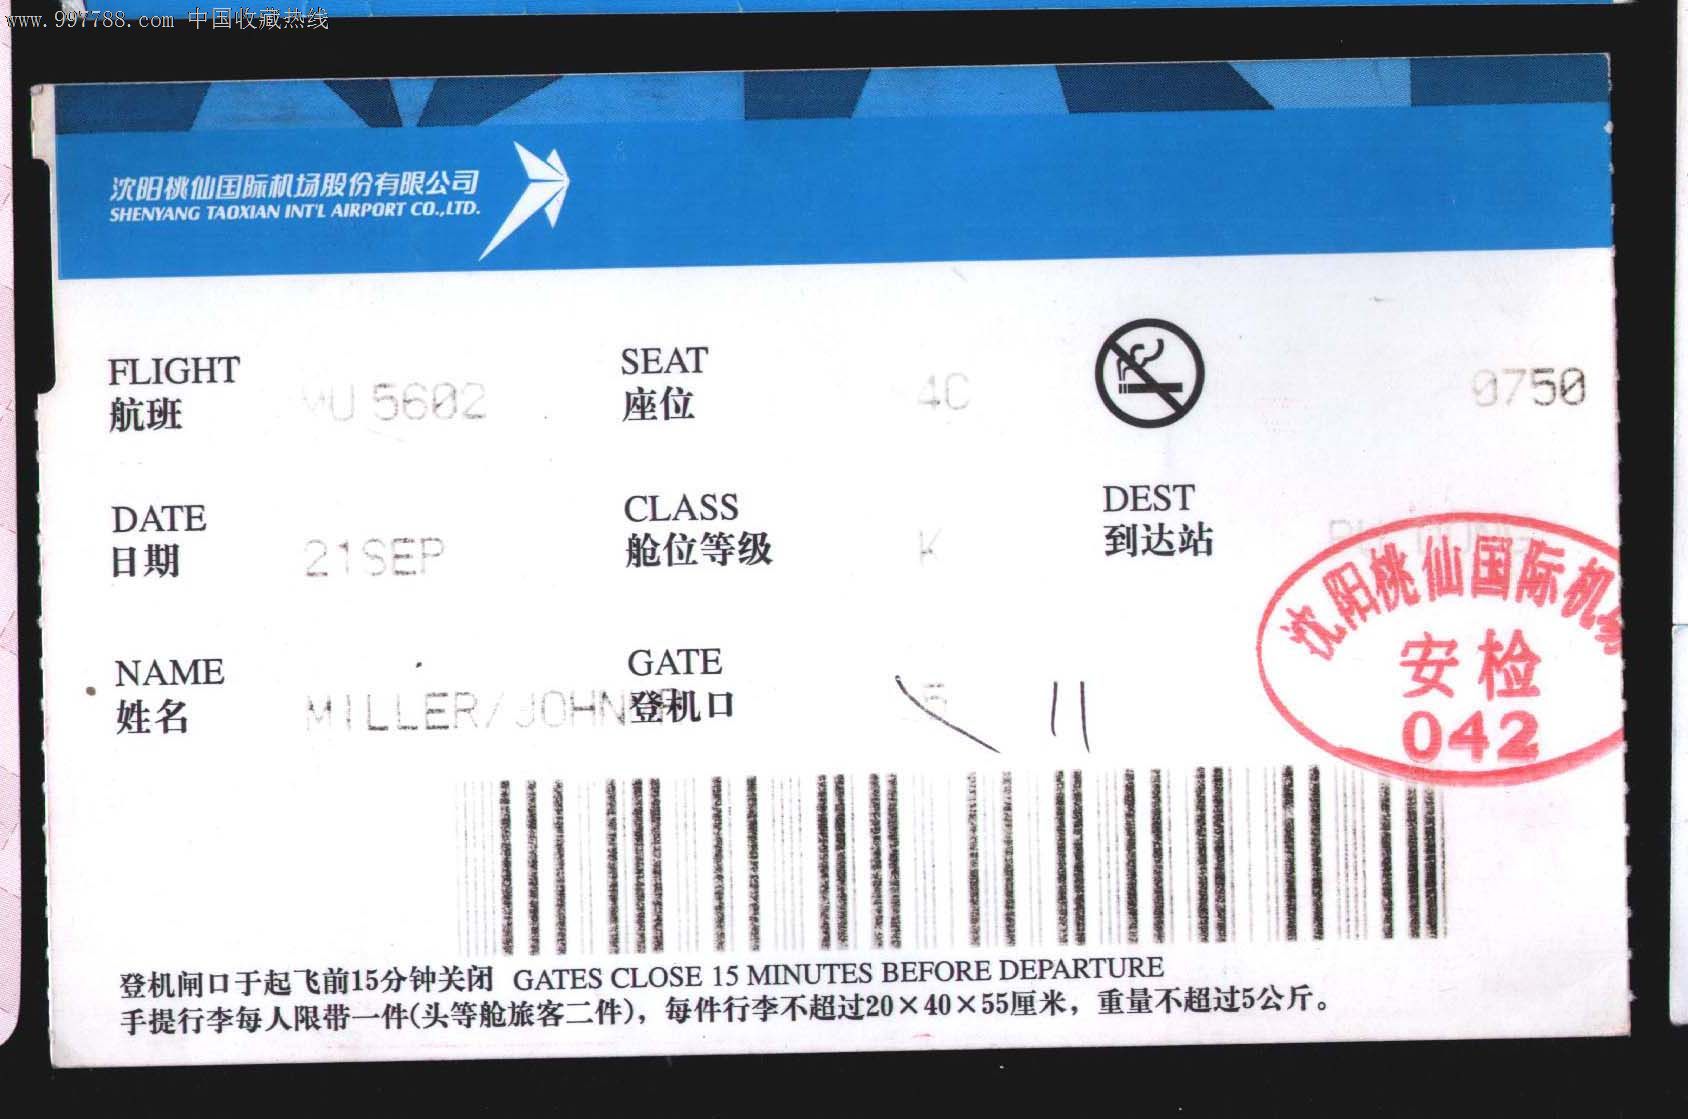 www.997788.com 中国收藏热线
沈阳桃仙国际机场股份有限公司
SHENYANG TAOXIAN INT'L AIRPORT CO.,LTD.
FLIGHT
航班
MU 5602
SEAT
座位
4C
0750
DATE
日期
21SEP
CLASS
舱位等级
K
DEST
到达站
NAME
姓名
MILLER/JOHN
GATE
登机口
11
沈阳桃仙国际机场
安检
042
登机闸口于起飞前15分钟关闭 GATES CLOSE 15 MINUTES BEFORE DEPARTURE
手提行李每人限带一件(头等舱旅客二件)，每件行李不超过20×40×55厘米，重量不超过5公斤。